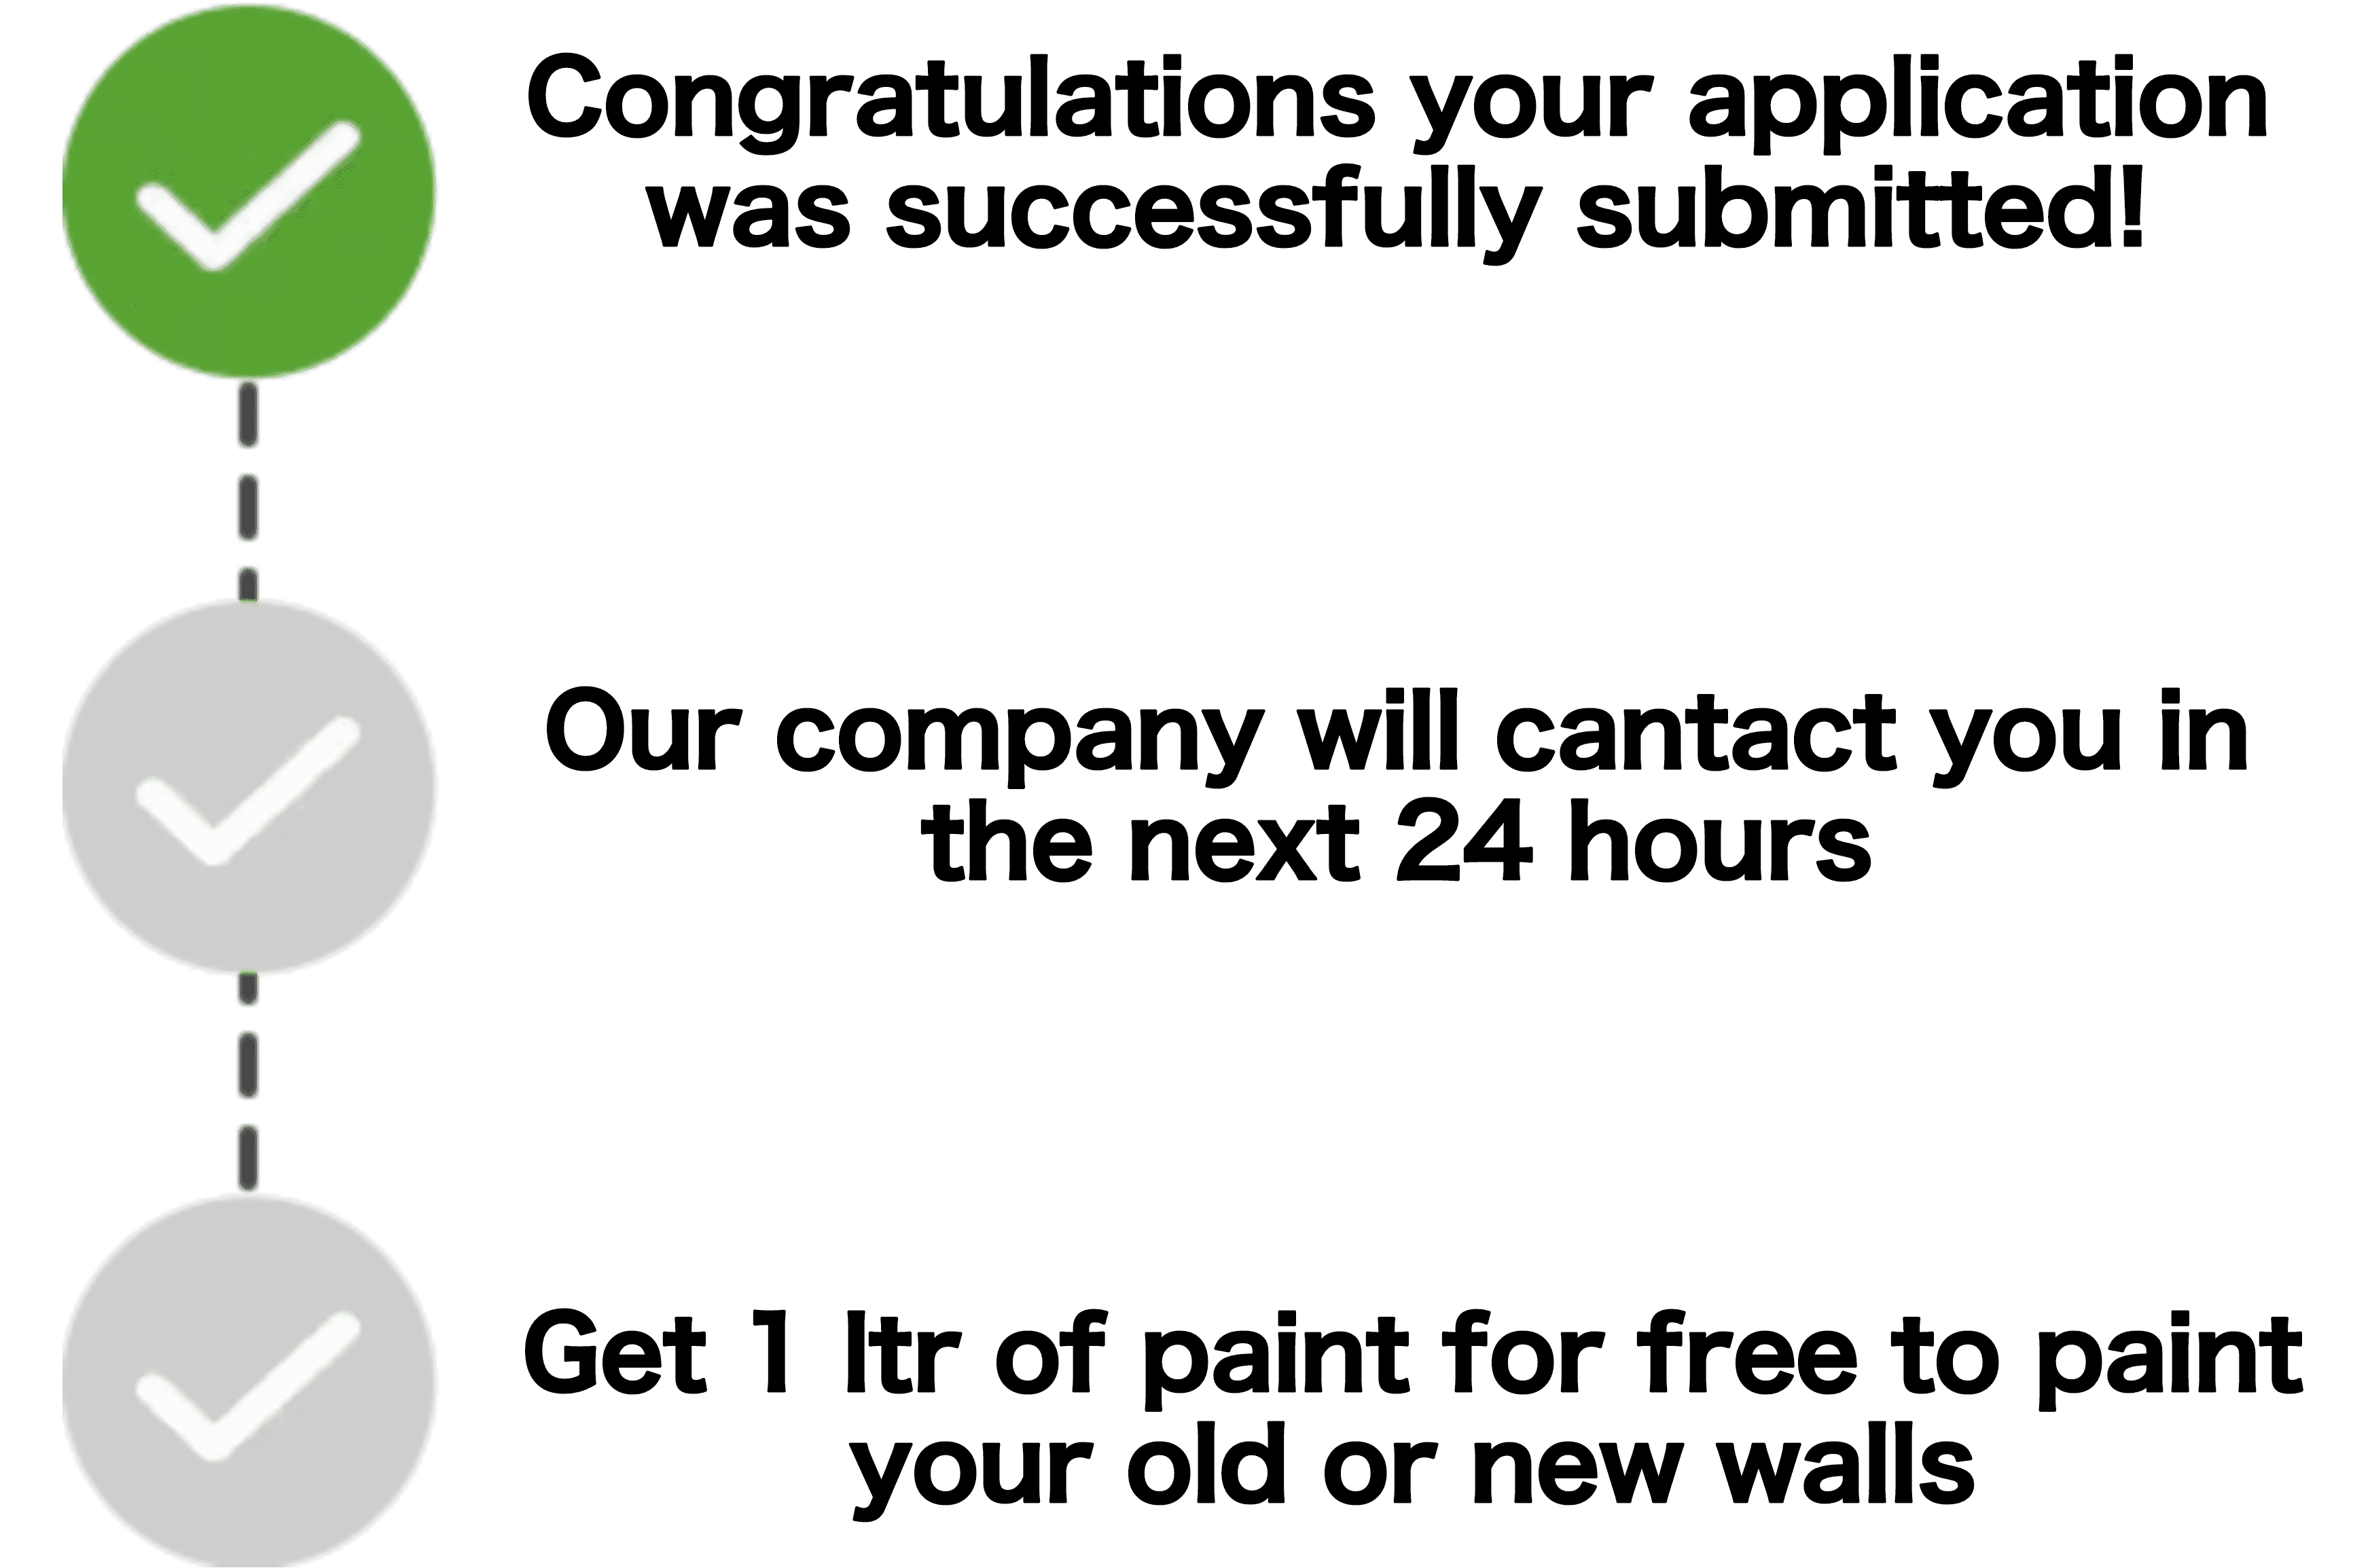 Congratulations your application
was successfully submitted!
Our company will cantact you in
the next 24 hours
Get 1 ltr of paint for free to paint
your old or new walls